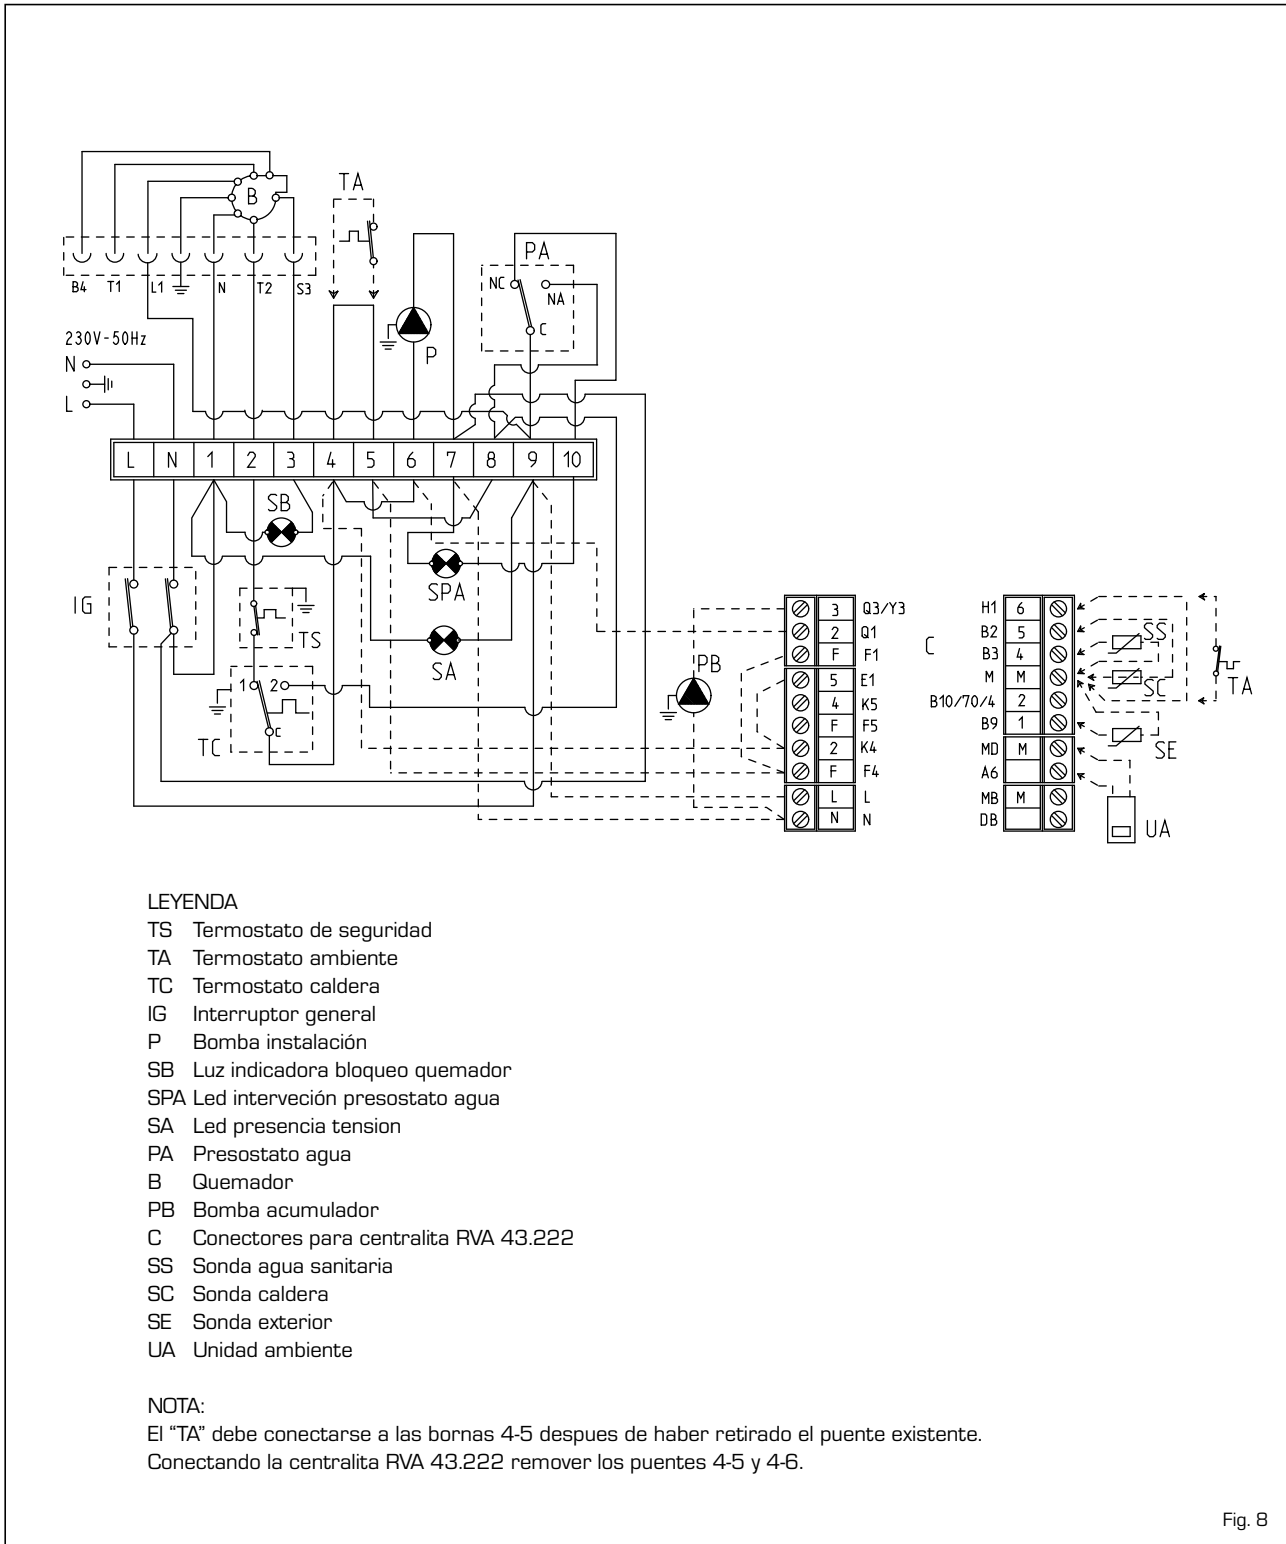 B
TA
PA
NC
NA
C
P
B4 T1 L1 N T2 S3
230V-50Hz
N
L
L N 1 2 3 4 5 6 7 8 9 10
SB
SPA
SA
IG
TS
1 2
C
TC
PB
3 Q3/Y3
2 Q1
F F1
5 E1
4 K5
F F5
2 K4
F F4
L L
N N
C
H1 6
B2 5
B3 4
M M
B10/70/4 2
B9 1
MD M
A6
MB M
DB
SS
SC
SE
TA
UA
LEYENDA
TS Termostato de seguridad
TA Termostato ambiente
TC Termostato caldera
IG Interruptor general
P Bomba instalación
SB Luz indicadora bloqueo quemador
SPA Led interveción presostato agua
SA Led presencia tension
PA Presostato agua
B Quemador
PB Bomba acumulador
C Conectores para centralita RVA 43.222
SS Sonda agua sanitaria
SC Sonda caldera
SE Sonda exterior
UA Unidad ambiente
NOTA:
El “TA” debe conectarse a las bornas 4-5 despues de haber retirado el puente existente.
Conectando la centralita RVA 43.222 remover los puentes 4-5 y 4-6.
Fig. 8